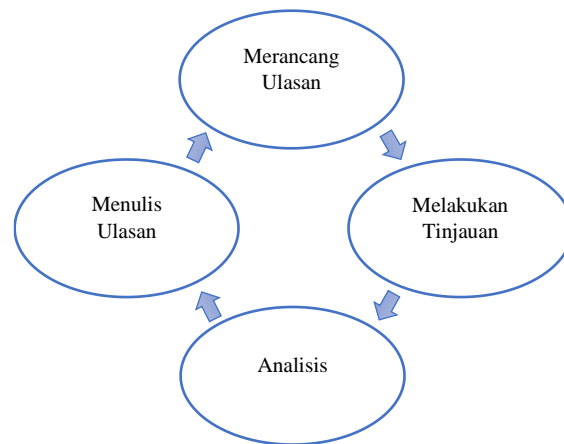 Merancang
Ulasan
Melakukan
Tinjauan
Analisis
Menulis
Ulasan